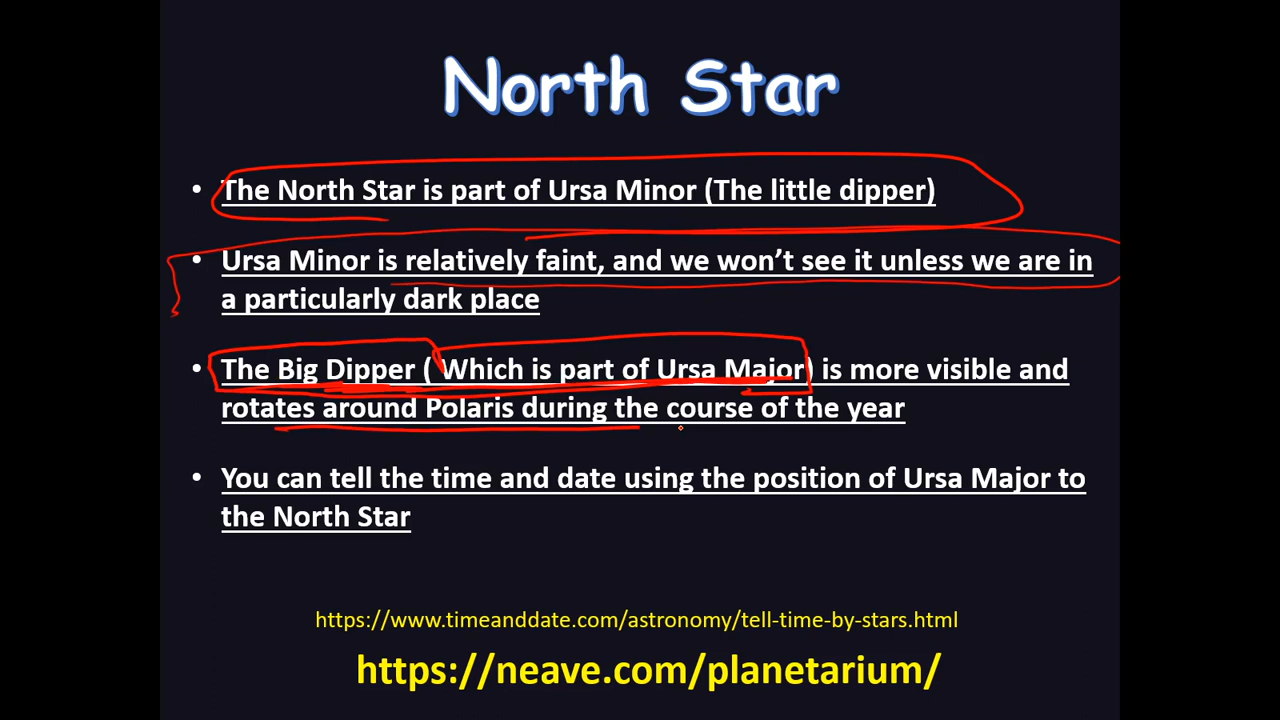 North Star
• The North Star is part of Ursa Minor (The little dipper)
• Ursa Minor is relatively faint, and we won’t see it unless we are in
a particularly dark place
• The Big Dipper ( Which is part of Ursa Major) is more visible and
rotates around Polaris during the course of the year
• You can tell the time and date using the position of Ursa Major to
the North Star
https://www.timeanddate.com/astronomy/tell-time-by-stars.html
https://neave.com/planetarium/